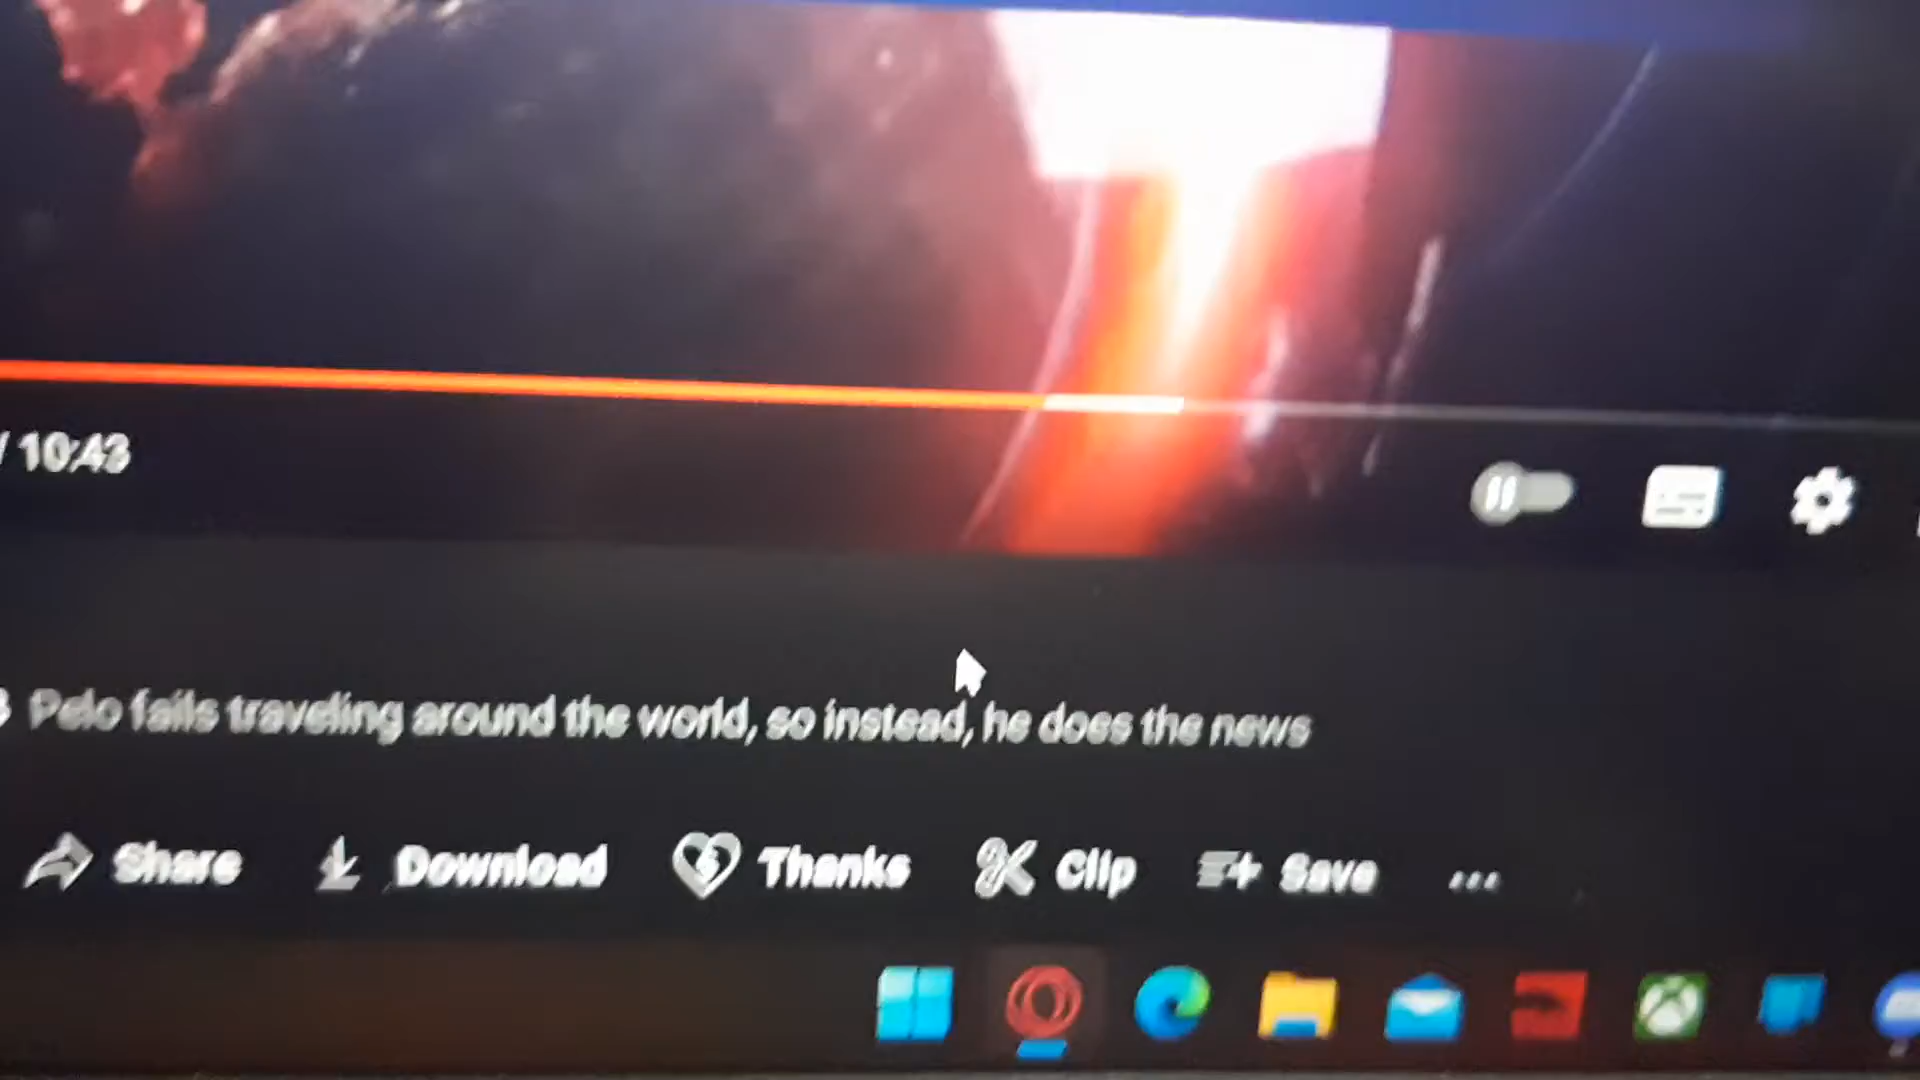 / 10:43
Pelo fails traveling around the world, so instead, he does the news
Share Download Thanks Clip Save ...